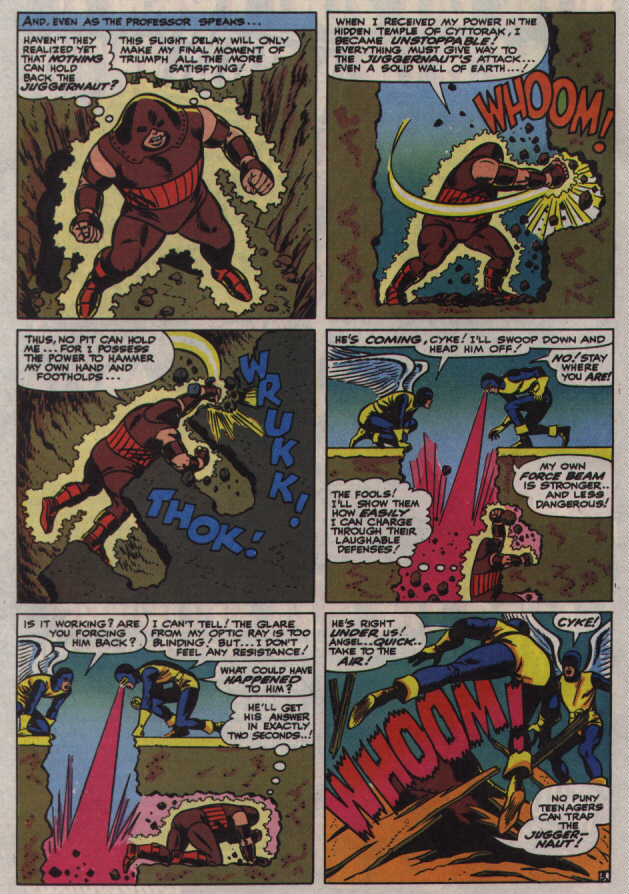 AND, EVEN AS THE PROFESSOR SPEAKS...
HAVEN'T THEY
REALIZED YET
THAT NOTHING
CAN HOLD
BACK THE
JUGGERNAUT?
THIS SLIGHT DELAY WILL ONLY
MAKE MY FINAL MOMENT OF
TRIUMPH ALL THE MORE
SATISFYING!
WHEN I RECEIVED MY POWER IN THE
HIDDEN TEMPLE OF CYTTORAK, I
BECAME UNSTOPPABLE!
EVERYTHING MUST GIVE WAY TO
THE JUGGERNAUT'S ATTACK...
EVEN A SOLID WALL OF EARTH...!
WHOOM!
THUS, NO PIT CAN HOLD
ME... FOR I POSSESS
THE POWER TO HAMMER
MY OWN HAND AND
FOOTHOLDS...
WRUKK!
THOK!
HE'S COMING, CYKE! I'LL SWOOP DOWN AND
HEAD HIM OFF!
NO! STAY
WHERE
YOU ARE!
MY OWN
FORCE BEAM
IS STRONGER..
AND LESS
DANGEROUS!
THE FOOLS!
I'LL SHOW THEM
HOW EASILY
I CAN CHARGE
THROUGH THEIR
LAUGHABLE
DEFENSES!
IS IT WORKING? ARE
YOU FORCING
HIM BACK?
I CAN'T TELL! THE GLARE
FROM MY OPTIC RAY IS TOO
BLINDING! BUT... I DON'T
FEEL ANY RESISTANCE!
WHAT COULD HAVE
HAPPENED
TO HIM?
HE'LL GET
HIS ANSWER
IN EXACTLY
TWO SECONDS..!
HE'S RIGHT
UNDER US!
ANGEL..QUICK..
TAKE TO THE
AIR!
CYKE!
WHOOM!
NO PUNY
TEENAGERS
CAN TRAP
THE
JUGGER-
NAUT!